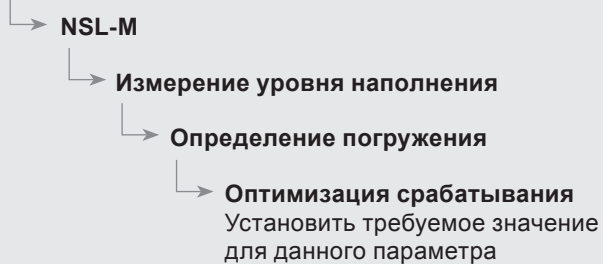 NSL-M
Измерение уровня наполнения
Определение погружения
Оптимизация срабатывания
Установить требуемое значение
для данного параметра